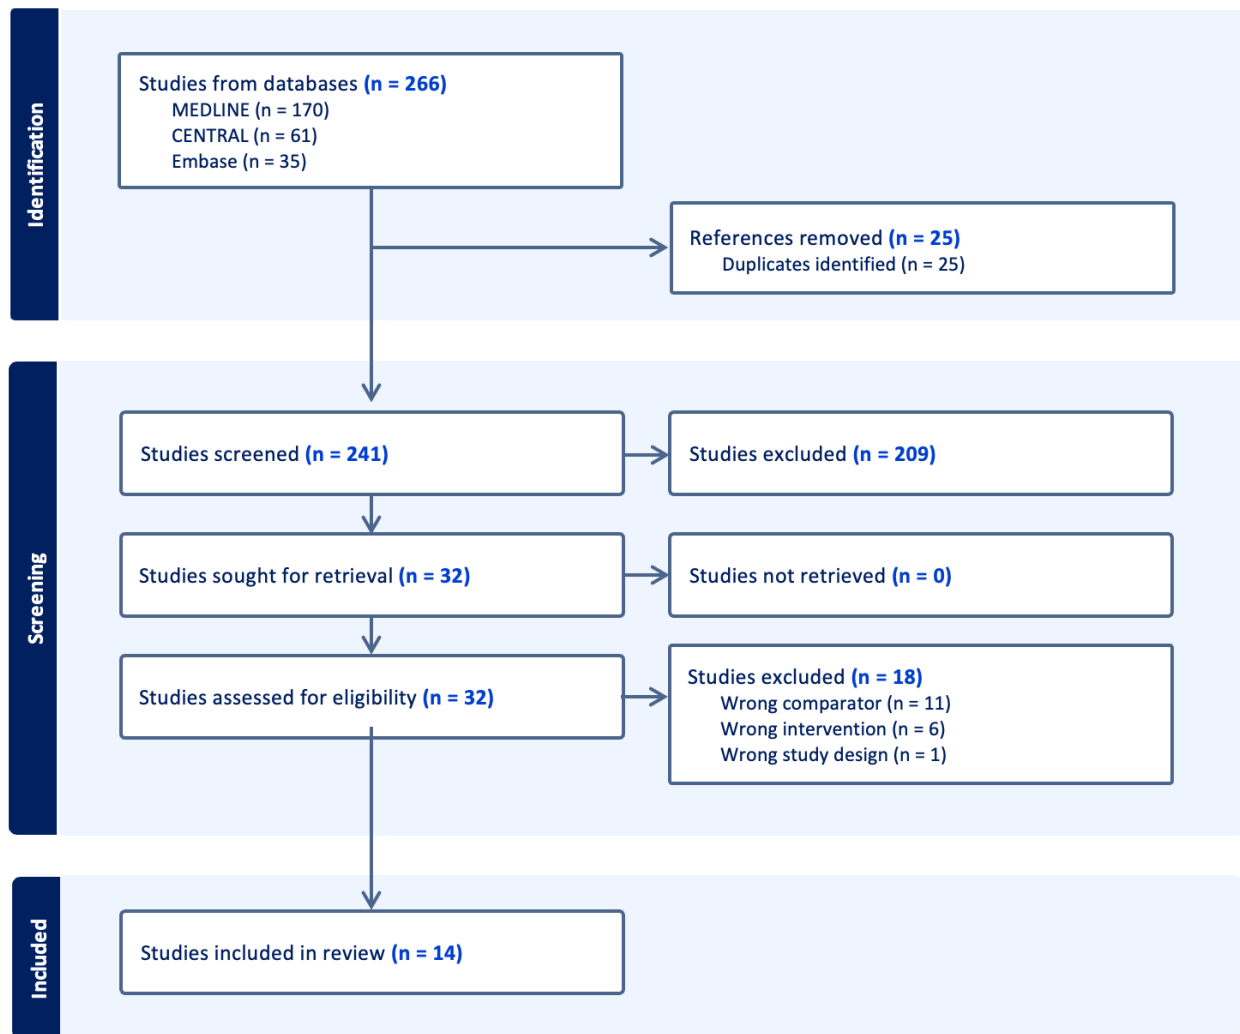 Identification
Studies from databases (n = 266)
MEDLINE (n = 170)
CENTRAL (n = 61)
Embase (n = 35)
References removed (n = 25)
Duplicates identified (n = 25)
Screening
Studies screened (n = 241)
Studies excluded (n = 209)
Studies sought for retrieval (n = 32)
Studies not retrieved (n = 0)
Studies assessed for eligibility (n = 32)
Studies excluded (n = 18)
Wrong comparator (n = 11)
Wrong intervention (n = 6)
Wrong study design (n = 1)
Included
Studies included in review (n = 14)